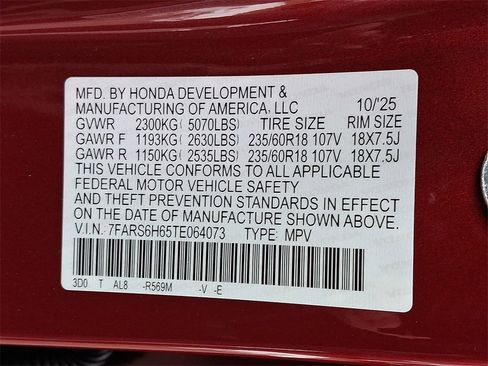 MFD. BY HONDA DEVELOPMENT &
MANUFACTURING OF AMERICA, LLC 10/'25
GVWR 2300KG( 5070LBS) TIRE SIZE RIM SIZE
GAWR F 1193KG( 2630LBS) 235/60R18 107V 18X7.5J
GAWR R 1150KG( 2535LBS) 235/60R18 107V 18X7.5J
THIS VEHICLE CONFORMS TO ALL APPLICABLE
FEDERAL MOTOR VEHICLE SAFETY
AND THEFT PREVENTION STANDARDS IN EFFECT
ON THE DATE OF MANUFACTURE SHOWN ABOVE.
V.I.N.: 7FARS6H65TE064073 TYPE: MPV
3D0 T AL8 -R569M -V -E